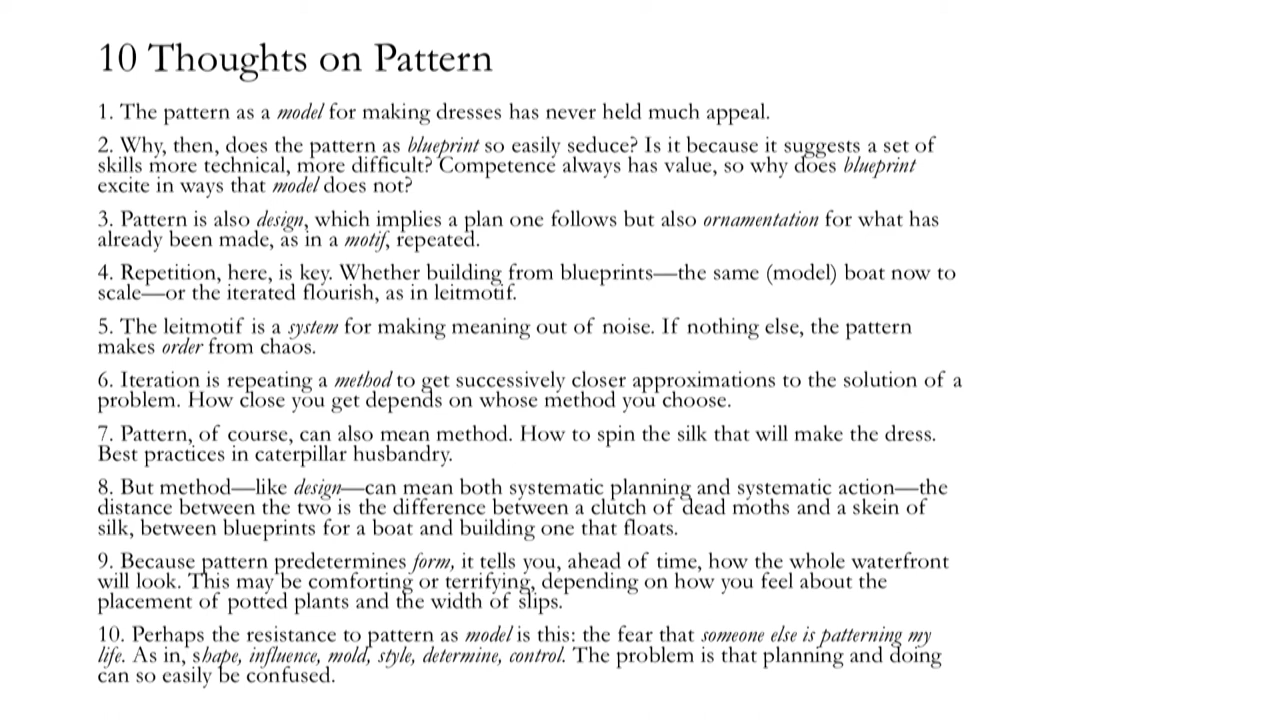 10 Thoughts on Pattern
1. The pattern as a model for making dresses has never held much appeal.
2. Why, then, does the pattern as blueprint so easily seduce? Is it because it suggests a set of
skills more technical, more difficult? Competence always has value, so why does blueprint
excite in ways that model does not?
3. Pattern is also design, which implies a plan one follows but also ornamentation for what has
already been made, as in a motif, repeated.
4. Repetition, here, is key. Whether building from blueprints—the same (model) boat now to
scale—or the iterated flourish, as in leitmotif.
5. The leitmotif is a system for making meaning out of noise. If nothing else, the pattern
makes order from chaos.
6. Iteration is repeating a method to get successively closer approximations to the solution of a
problem. How close you get depends on whose method you choose.
7. Pattern, of course, can also mean method. How to spin the silk that will make the dress.
Best practices in caterpillar husbandry.
8. But method—like design—can mean both systematic planning and systematic action—the
distance between the two is the difference between a clutch of dead moths and a skein of
silk, between blueprints for a boat and building one that floats.
9. Because pattern predetermines form, it tells you, ahead of time, how the whole waterfront
will look. This may be comforting or terrifying, depending on how you feel about the
placement of potted plants and the width of slips.
10. Perhaps the resistance to pattern as model is this: the fear that someone else is patterning my
life. As in, shape, influence, mold, style, determine, control. The problem is that planning and doing
can so easily be confused.